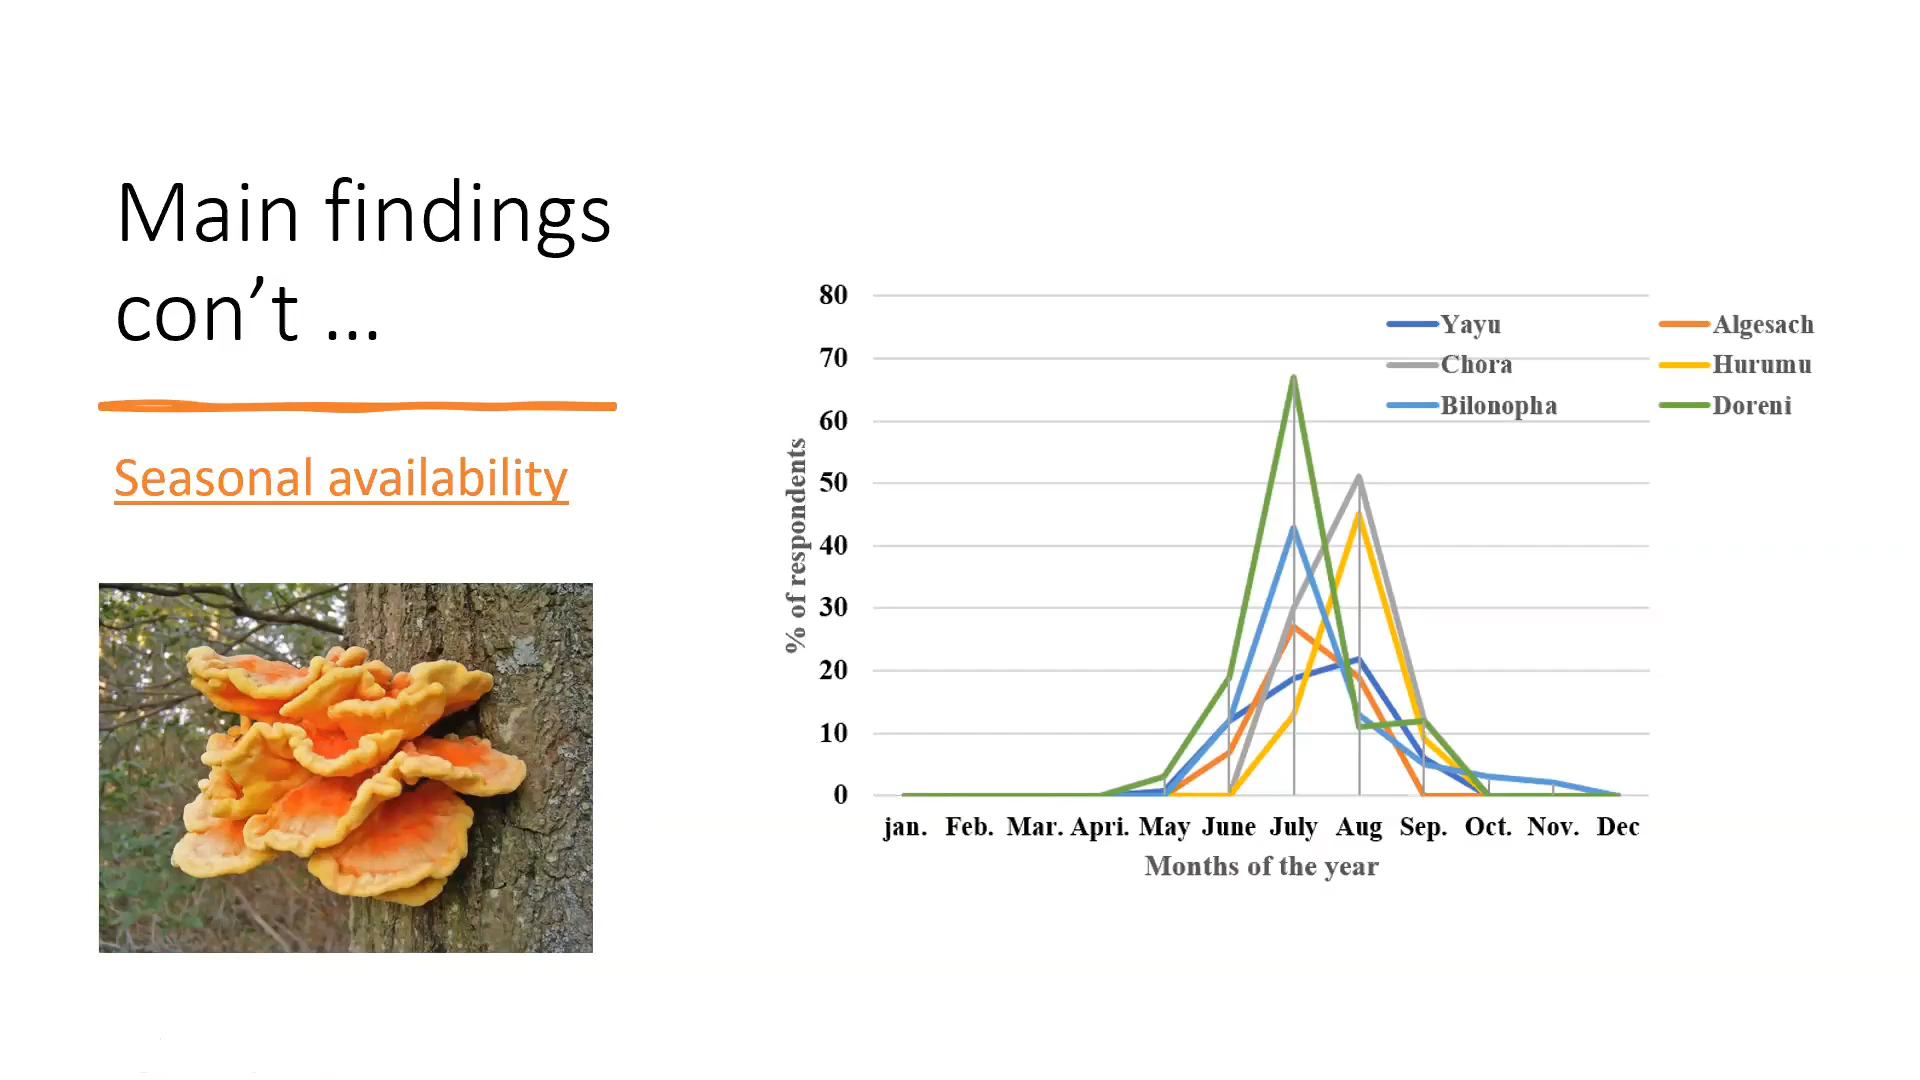 Main findings
con’t ...
Seasonal availability
80
70
60
50
40
30
20
10
0
% of respondents
Yayu
Algesach
Chora
Hurumu
Bilonopha
Doreni
jan. Feb. Mar. Apri. May June July Aug Sep. Oct. Nov. Dec
Months of the year